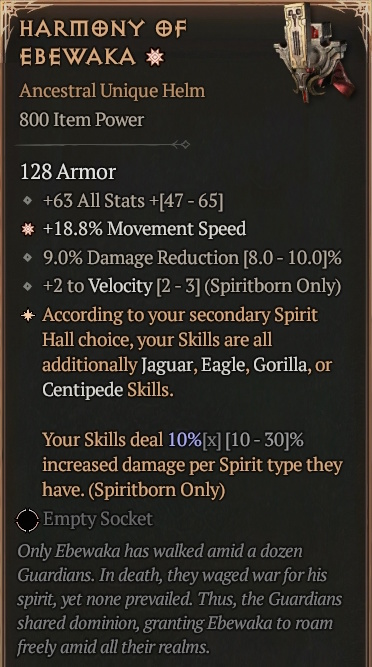 HARMONY OF
EBEWAKA
Ancestral Unique Helm
800 Item Power
128 Armor
+63 All Stats +[47 - 65]
+18.8% Movement Speed
9.0% Damage Reduction [8.0 - 10.0]%
+2 to Velocity [2 - 3] (Spiritborn Only)
According to your secondary Spirit
Hall choice, your Skills are all
additionally Jaguar, Eagle, Gorilla, or
Centipede Skills.
Your Skills deal 10%[x] [10 - 30]%
increased damage per Spirit type they
have. (Spiritborn Only)
Empty Socket
Only Ebewaka has walked amid a dozen
Guardians. In death, they waged war for his
spirit, yet none prevailed. Thus, the Guardians
shared dominion, granting Ebewaka to roam
freely amid all their realms.